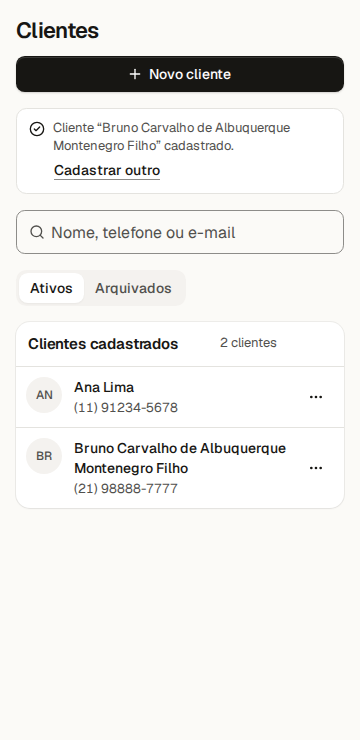 Clientes
Novo cliente
Cliente “Bruno Carvalho de Albuquerque
Montenegro Filho” cadastrado.
Cadastrar outro
Nome, telefone ou e-mail
Ativos Arquivados
Clientes cadastrados 2 clientes
AN
Ana Lima
(11) 91234-5678
BR
Bruno Carvalho de Albuquerque
Montenegro Filho
(21) 98888-7777